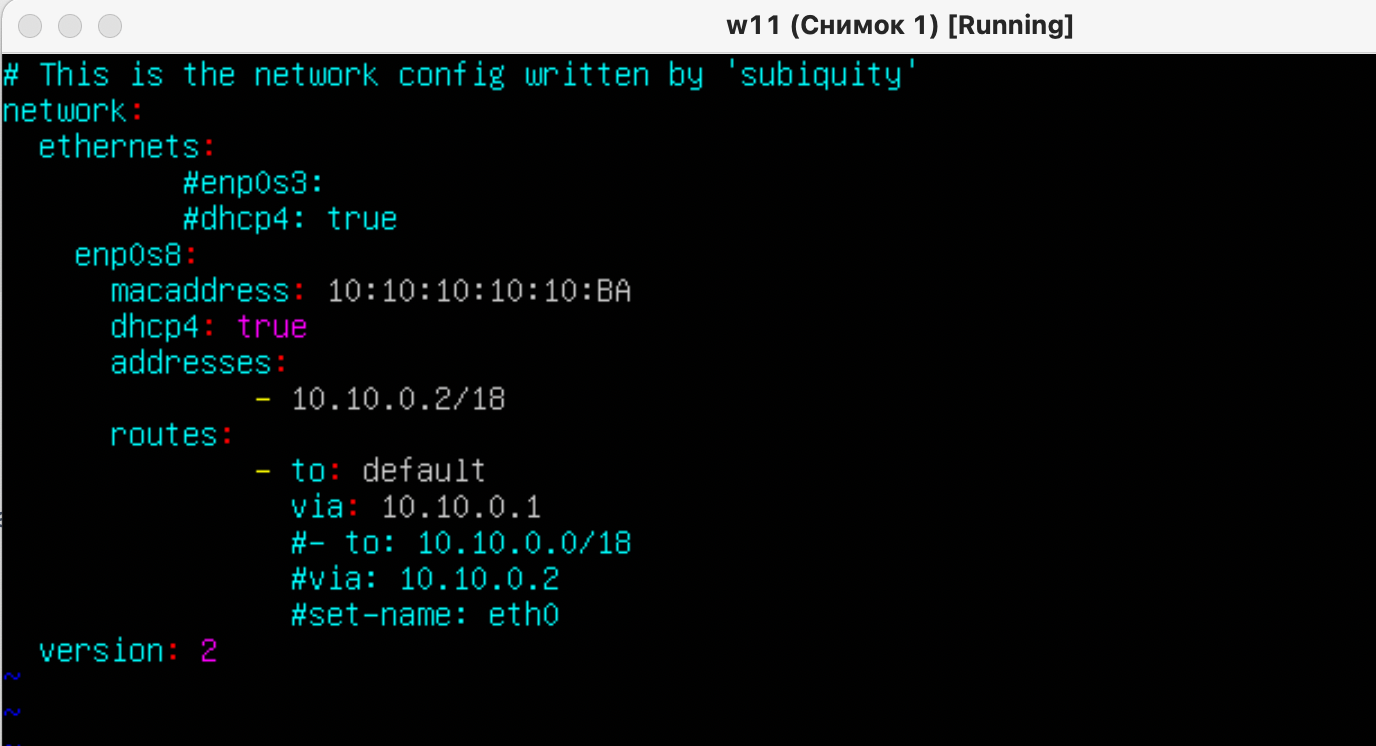 w11 (Снимок 1) [Running]
# This is the network config written by 'subiquity'
network:
  ethernets:
          #enp0s3:
          #dhcp4: true
    enp0s8:
      macaddress: 10:10:10:10:10:BA
      dhcp4: true
      addresses:
              - 10.10.0.2/18
      routes:
              - to: default
                via: 10.10.0.1
                #- to: 10.10.0.0/18
                #via: 10.10.0.2
                #set-name: eth0
  version: 2
~
~